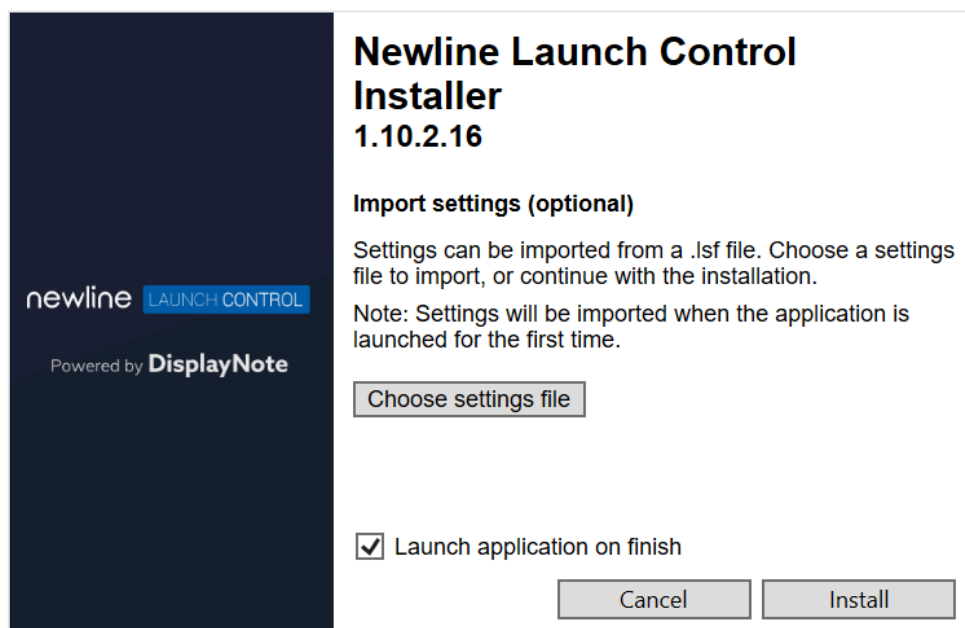 newline LAUNCH CONTROL
Powered by DisplayNote
Newline Launch Control
Installer
1.10.2.16
Import settings (optional)
Settings can be imported from a .lsf file. Choose a settings
file to import, or continue with the installation.
Note: Settings will be imported when the application is
launched for the first time.
Choose settings file
Launch application on finish
Cancel
Install